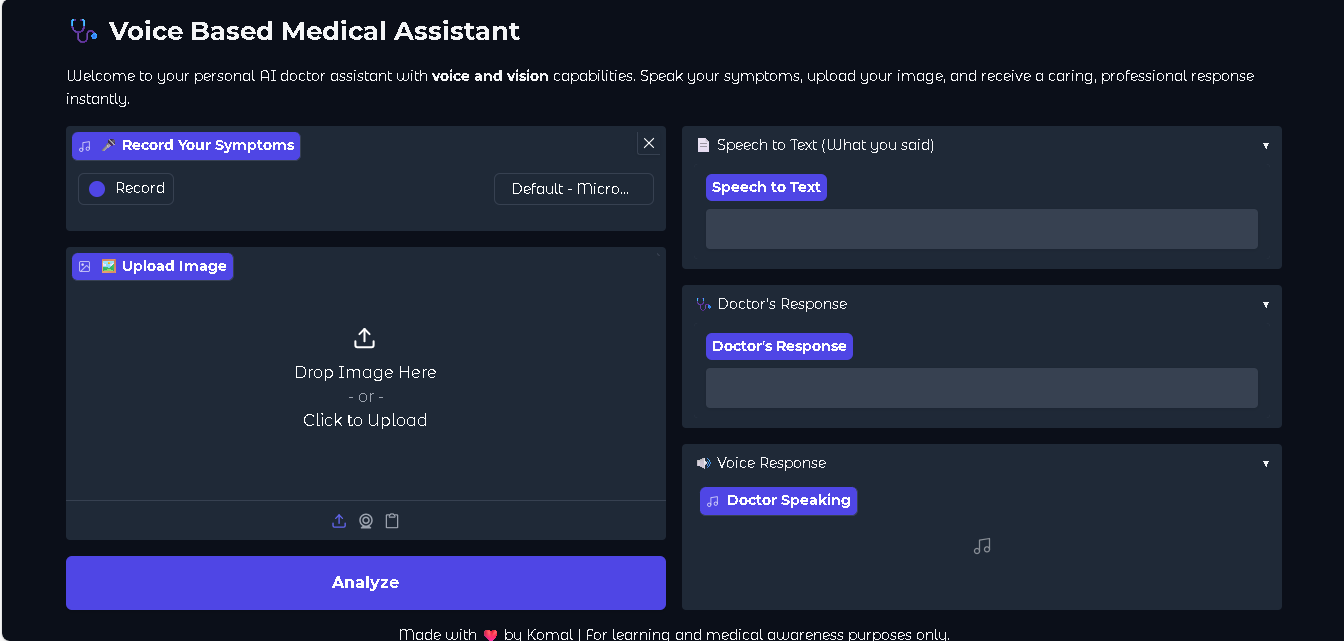 Voice Based Medical Assistant
Welcome to your personal AI doctor assistant with voice and vision capabilities. Speak your symptoms, upload your image, and receive a caring, professional response
instantly.
Record Your Symptoms
Record
Default - Micro...
Upload Image
Drop Image Here
- or -
Click to Upload
Analyze
Speech to Text (What you said)
Speech to Text
Doctor's Response
Doctor's Response
Voice Response
Doctor Speaking
Made with ❤️ by Komal | For learning and medical awareness purposes only.